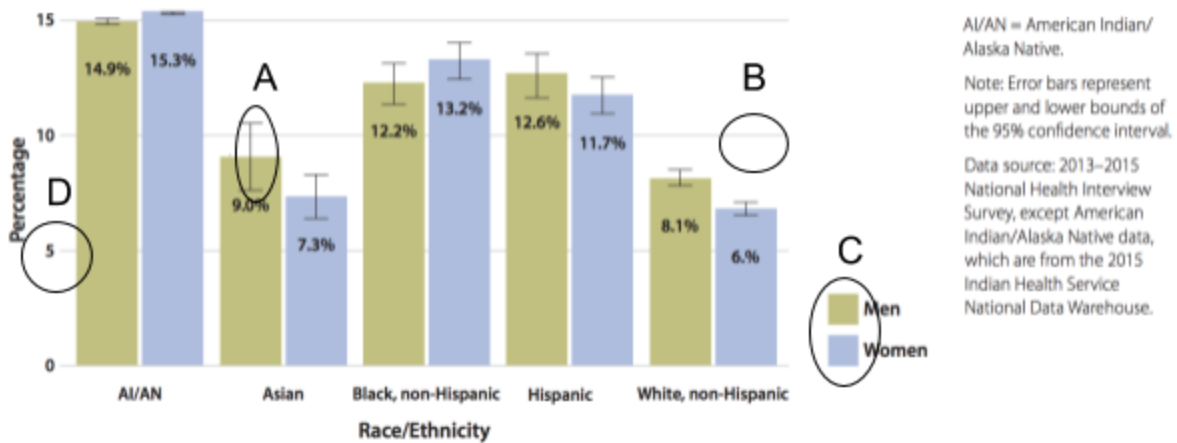 15
10
5
0
Percentage
14.9%
15.3%
9.0%
7.3%
12.2%
13.2%
12.6%
11.7%
8.1%
6.%
A
B
C
D
AI/AN
Asian
Black, non-Hispanic
Hispanic
White, non-Hispanic
Race/Ethnicity
Men
Women
AI/AN = American Indian/
Alaska Native.
Note: Error bars represent
upper and lower bounds of
the 95% confidence interval.
Data source: 2013–2015
National Health Interview
Survey, except American
Indian/Alaska Native data,
which are from the 2015
Indian Health Service
National Data Warehouse.